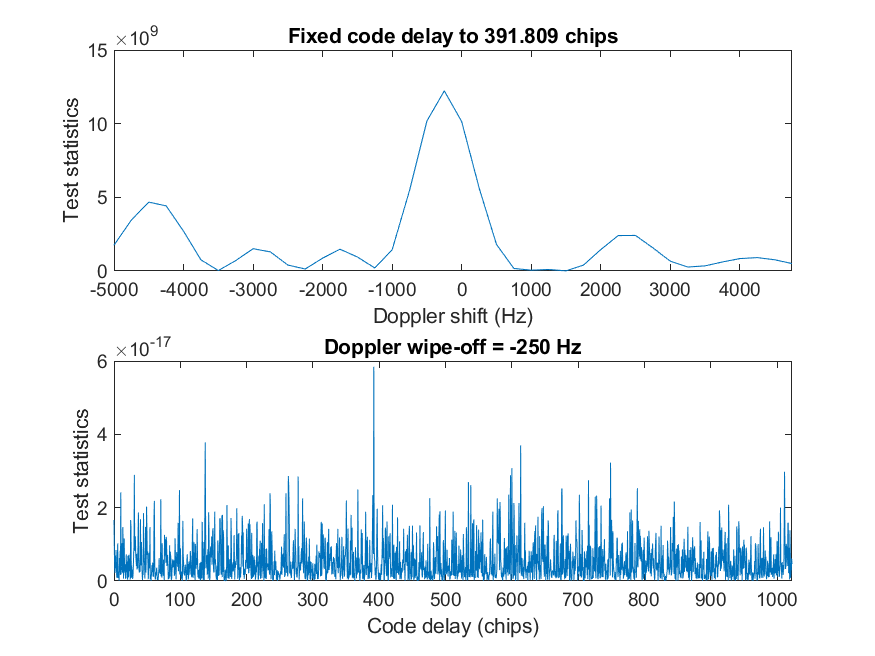 Fixed code delay to 391.809 chips
×10^9
15
10
5
0
Test statistics
-5000 -4000 -3000 -2000 -1000 0 1000 2000 3000 4000
Doppler shift (Hz)
Doppler wipe-off = -250 Hz
×10^-17
6
4
2
0
Test statistics
0 100 200 300 400 500 600 700 800 900 1000
Code delay (chips)